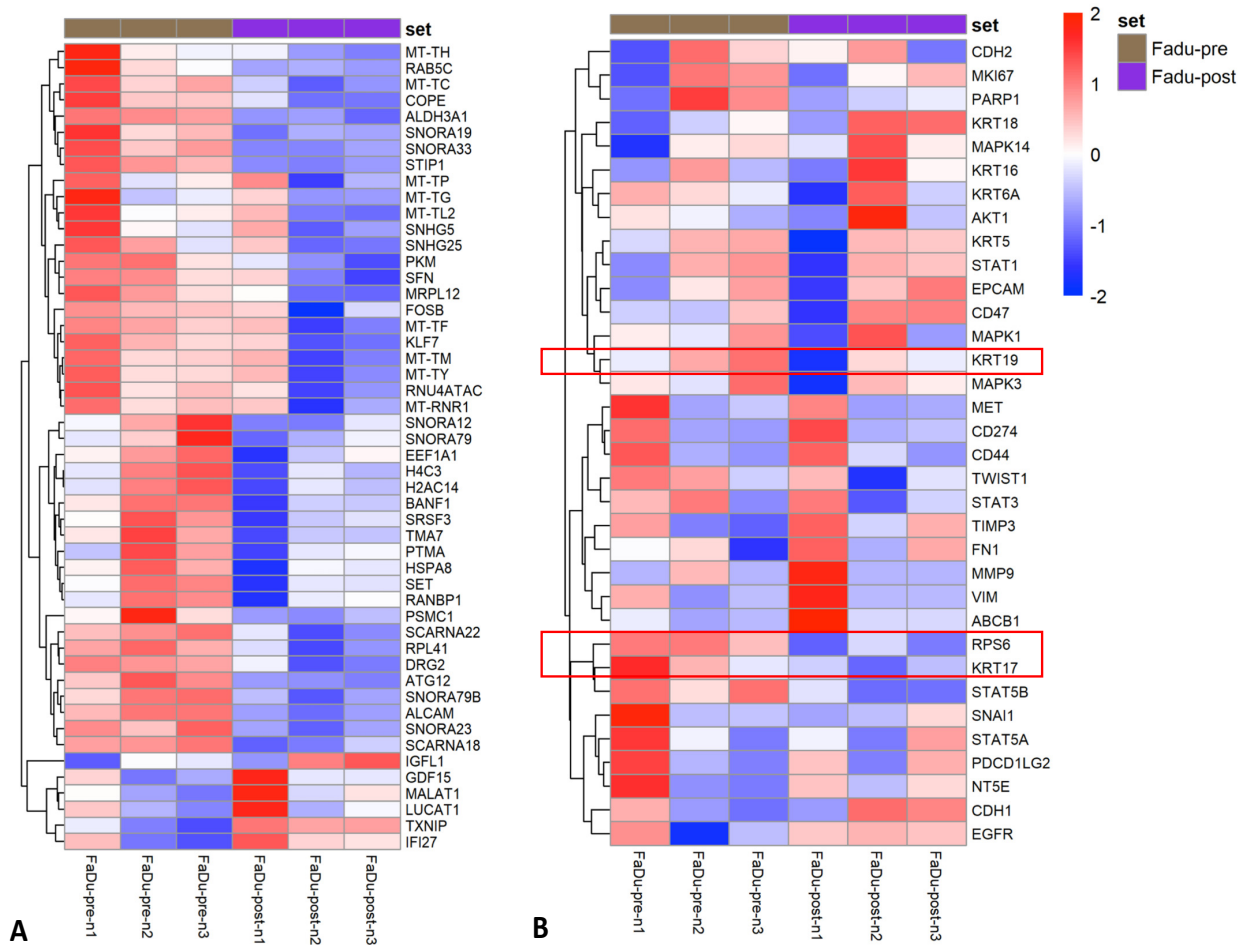 set
MT-TH
RAB5C
MT-TC
COPE
ALDH3A1
SNORA19
SNORA33
STIP1
MT-TP
MT-TG
MT-TL2
SNHG5
SNHG25
PKM
SFN
MRPL12
FOSB
MT-TF
KLF7
MT-TM
MT-TY
RNU4ATAC
MT-RNR1
SNORA12
SNORA79
EEF1A1
H4C3
H2AC14
BANF1
SRSF3
TMA7
PTMA
HSPA8
SET
RANBP1
PSMC1
SCARNA22
RPL41
DRG2
ATG12
SNORA79B
ALCAM
SNORA23
SCARNA18
IGFL1
GDF15
MALAT1
LUCAT1
TXNIP
IFI27
FaDu-pre-n1
FaDu-pre-n2
FaDu-pre-n3
FaDu-post-n1
FaDu-post-n2
FaDu-post-n3
A
set
CDH2
MKI67
PARP1
KRT18
MAPK14
KRT16
KRT6A
AKT1
KRT5
STAT1
EPCAM
CD47
MAPK1
KRT19
MAPK3
MET
CD274
CD44
TWIST1
STAT3
TIMP3
FN1
MMP9
VIM
ABCB1
RPS6
KRT17
STAT5B
SNAI1
STAT5A
PDCD1LG2
NT5E
CDH1
EGFR
FaDu-pre-n1
FaDu-pre-n2
FaDu-pre-n3
FaDu-post-n1
FaDu-post-n2
FaDu-post-n3
B
2
1
0
-1
-2
set
Fadu-pre
Fadu-post